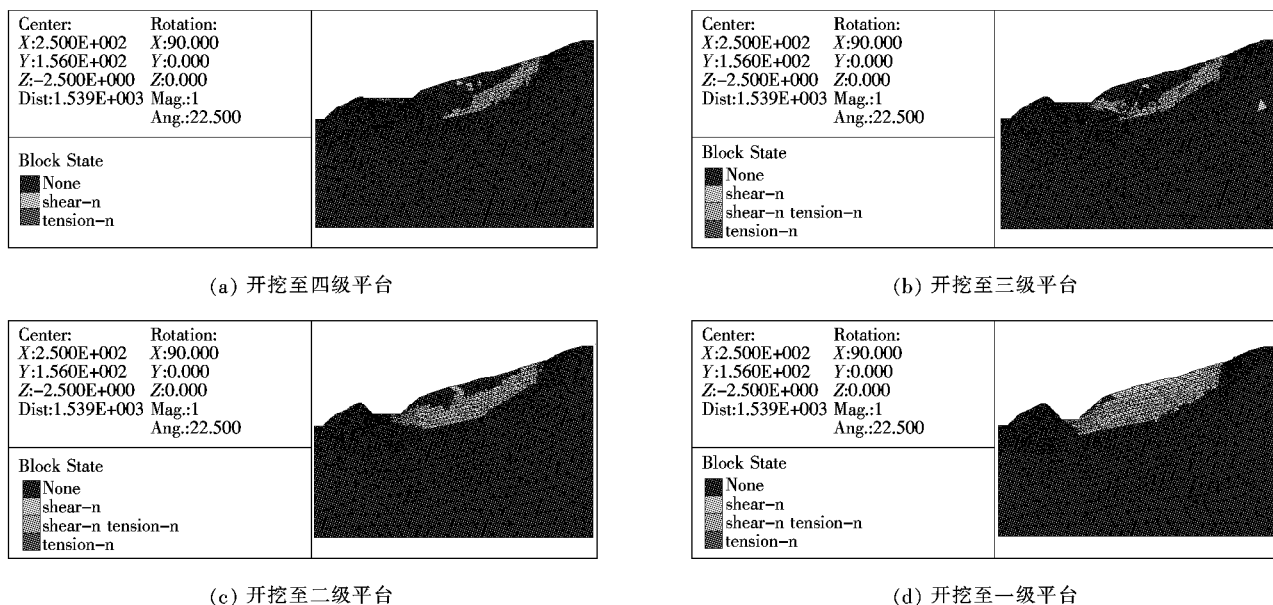 Center: Rotation:
X:2.500E+002 X:90.000
Y:1.560E+002 Y:0.000
Z:−2.500E+000 Z:0.000
Dist:1.539E+003 Mag.:1
Ang.:22.500
Block State
None
shear−n
tension−n
(a) 开挖至四级平台
Center: Rotation:
X:2.500E+002 X:90.000
Y:1.560E+002 Y:0.000
Z:−2.500E+000 Z:0.000
Dist:1.539E+003 Mag.:1
Ang.:22.500
Block State
None
shear−n
shear−n tension−n
tension−n
(b) 开挖至三级平台
Center: Rotation:
X:2.500E+002 X:90.000
Y:1.560E+002 Y:0.000
Z:−2.500E+000 Z:0.000
Dist:1.539E+003 Mag.:1
Ang.:22.500
Block State
None
shear−n
shear−n tension−n
tension−n
(c) 开挖至二级平台
Center: Rotation:
X:2.500E+002 X:90.000
Y:1.560E+002 Y:0.000
Z:−2.500E+000 Z:0.000
Dist:1.539E+003 Mag.:1
Ang.:22.500
Block State
None
shear−n
shear−n tension−n
tension−n
(d) 开挖至一级平台